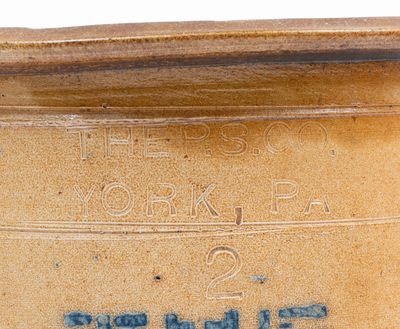 THE P.S. CO.
YORK, PA
2